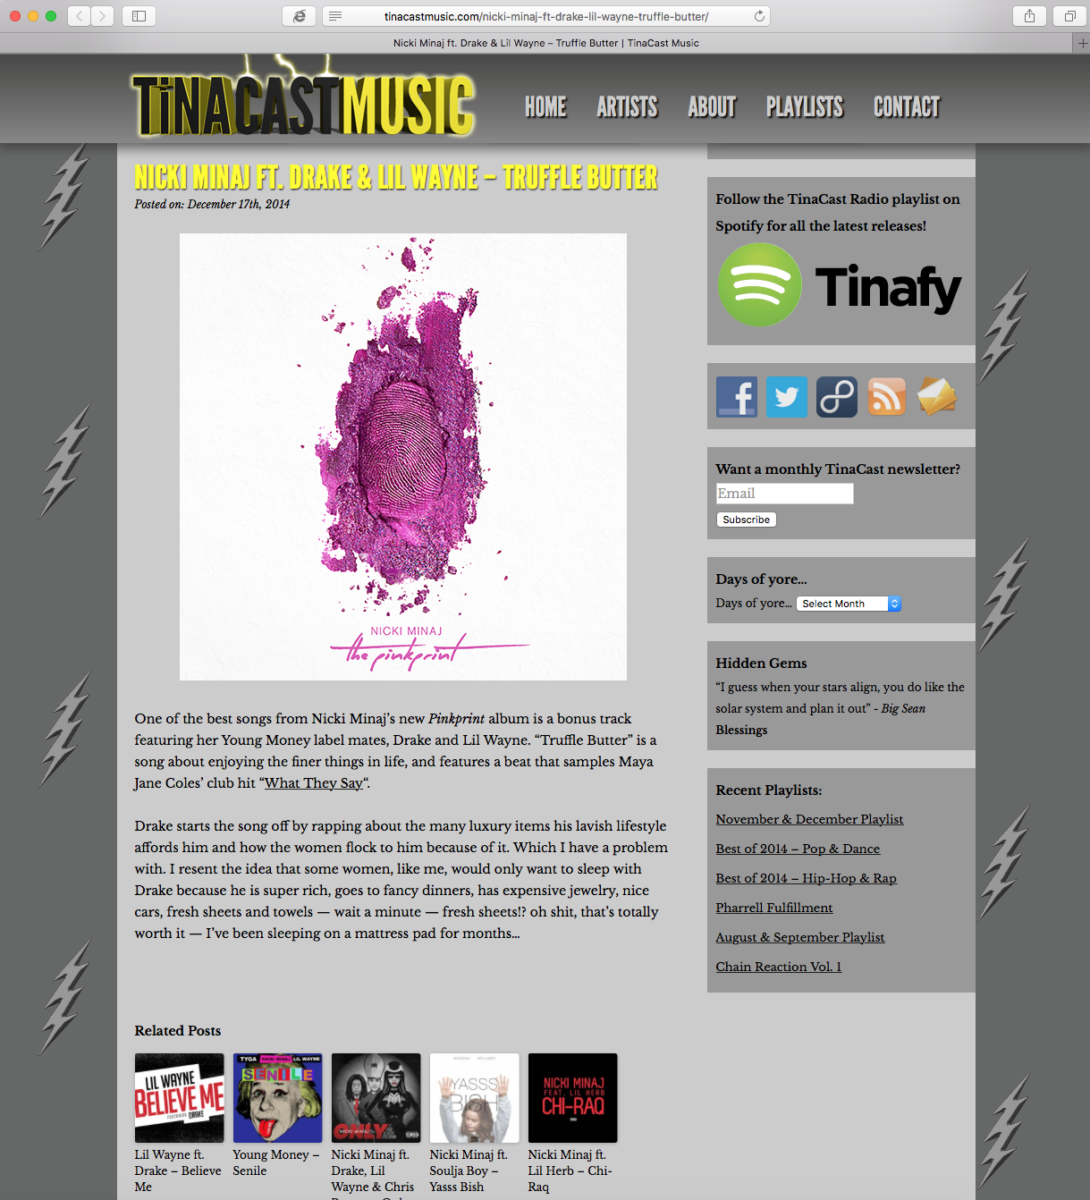 tinacastmusic.com/nicki-minaj-ft-drake-lil-wayne-truffle-butter/
Nicki Minaj ft. Drake & Lil Wayne – Truffle Butter | TinaCast Music
TiNACASTMUSIC
HOME
ARTISTS
ABOUT
PLAYLISTS
CONTACT
NICKI MINAJ FT. DRAKE & LIL WAYNE – TRUFFLE BUTTER
Posted on: December 17th, 2014
NICKI MINAJ
the pinkprint
One of the best songs from Nicki Minaj’s new Pinkprint album is a bonus track
featuring her Young Money label mates, Drake and Lil Wayne. “Truffle Butter” is a
song about enjoying the finer things in life, and features a beat that samples Maya
Jane Coles’ club hit “What They Say“.
Drake starts the song off by rapping about the many luxury items his lavish lifestyle
affords him and how the women flock to him because of it. Which I have a problem
with. I resent the idea that some women, like me, would only want to sleep with
Drake because he is super rich, goes to fancy dinners, has expensive jewelry, nice
cars, fresh sheets and towels — wait a minute — fresh sheets!? oh shit, that’s totally
worth it — I’ve been sleeping on a mattress pad for months…
Related Posts
LIL WAYNE
BELIEVE ME
FEATURING DRAKE
Lil Wayne ft.
Drake – Believe
Me
TYGA NICKI MINAJ LIL WAYNE
SENILE
Young Money –
Senile
NICKI MINAJ
ONLY
Nicki Minaj ft.
Drake, Lil
Wayne & Chris
YASSS
BISH
Nicki Minaj ft.
Soulja Boy –
Yasss Bish
NICKI MINAJ
FEAT. LIL HERB
CHI-RAQ
Nicki Minaj ft.
Lil Herb – Chi-
Raq
Follow the TinaCast Radio playlist on
Spotify for all the latest releases!
Tinafy
Want a monthly TinaCast newsletter?
Email
Subscribe
Days of yore...
Days of yore... Select Month
Hidden Gems
“I guess when your stars align, you do like the
solar system and plan it out” - Big Sean
Blessings
Recent Playlists:
November & December Playlist
Best of 2014 – Pop & Dance
Best of 2014 – Hip-Hop & Rap
Pharrell Fulfillment
August & September Playlist
Chain Reaction Vol. 1